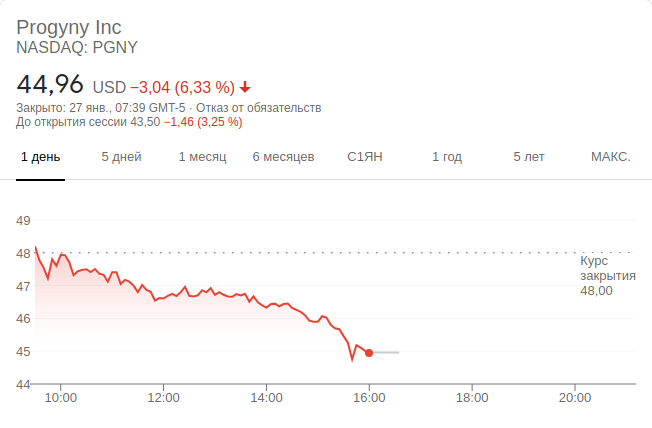 Progyny Inc
NASDAQ: PGNY
44,96 USD −3,04 (6,33 %)
Закрыто: 27 янв., 07:39 GMT-5 · Отказ от обязательств
До открытия сессии 43,50 −1,46 (3,25 %)
1 день 5 дней 1 месяц 6 месяцев С1ЯН 1 год 5 лет МАКС.
49
48
47
46
45
44
Курс
закрытия
48,00
10:00 12:00 14:00 16:00 18:00 20:00